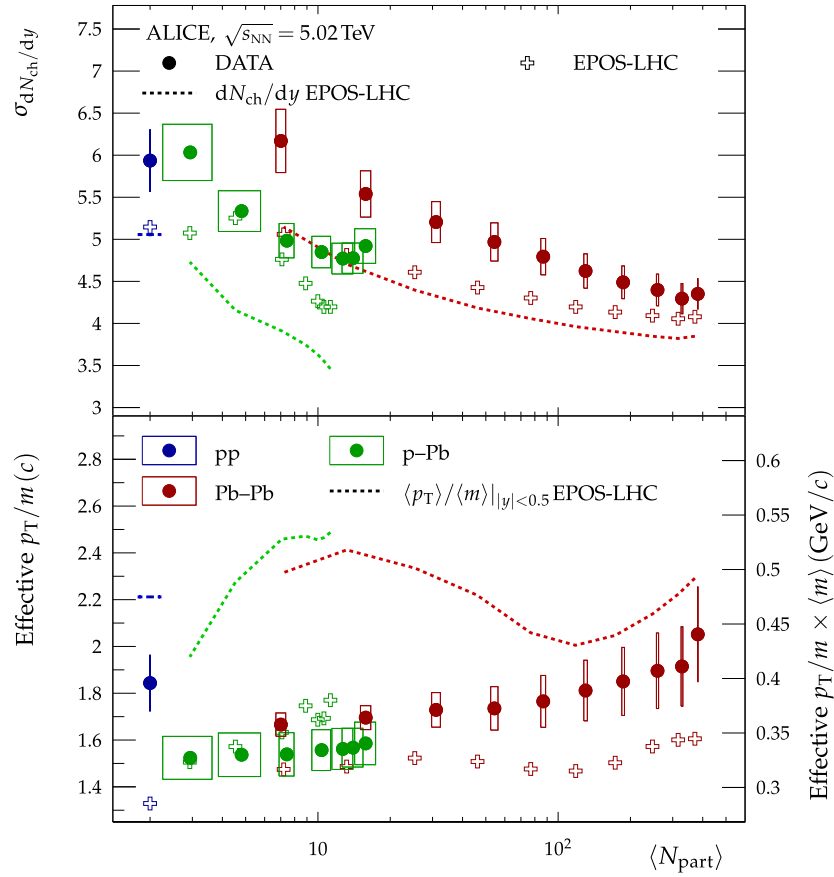 ALICE, √sNN = 5.02 TeV
DATA
EPOS-LHC
dNch/dy EPOS-LHC
σdNch/dy
7.5
7
6.5
6
5.5
5
4.5
4
3.5
3
pp
p–Pb
Pb–Pb
⟨pT⟩/⟨m⟩||y|<0.5 EPOS-LHC
Effective pT/m (c)
2.8
2.6
2.4
2.2
2
1.8
1.6
1.4
Effective pT/m × ⟨m⟩ (GeV/c)
0.6
0.55
0.5
0.45
0.4
0.35
0.3
10
10²
⟨Npart⟩